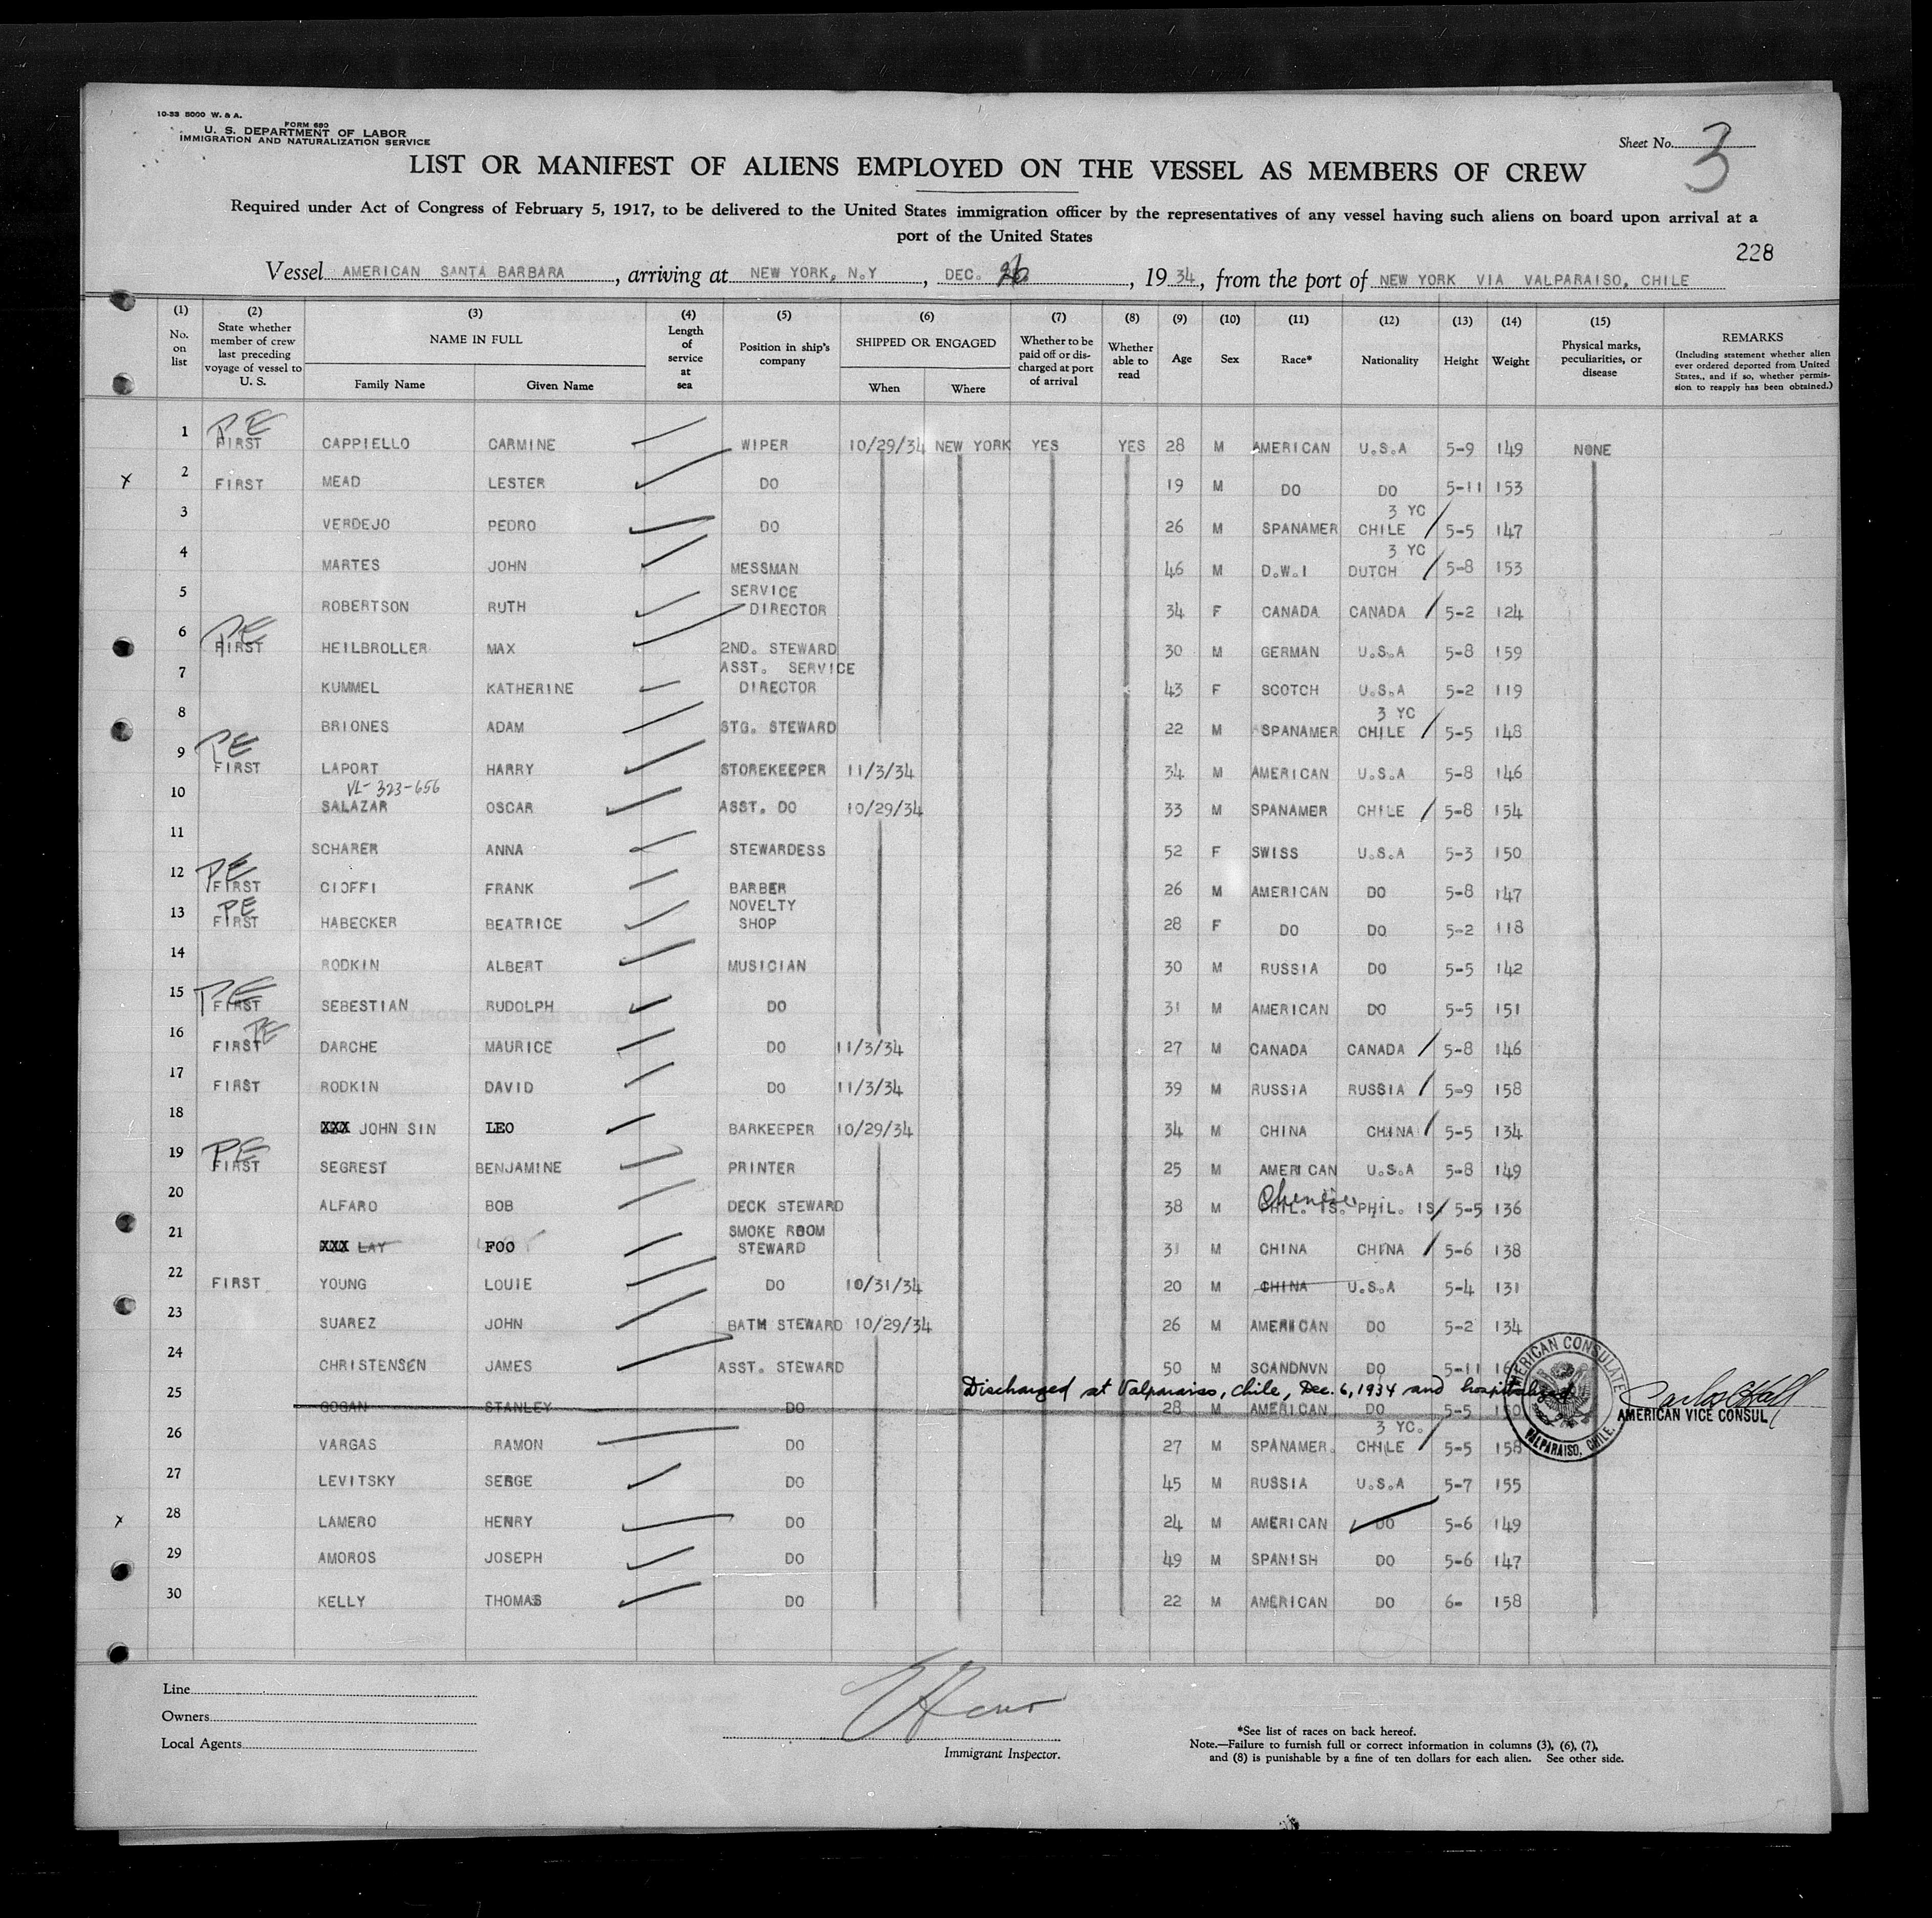 10-33 5000 W. & A.
FORM 680
U. S. DEPARTMENT OF LABOR
IMMIGRATION AND NATURALIZATION SERVICE
Sheet No. 3
LIST OR MANIFEST OF ALIENS EMPLOYED ON THE VESSEL AS MEMBERS OF CREW
Required under Act of Congress of February 5, 1917, to be delivered to the United States immigration officer by the representatives of any vessel having such aliens on board upon arrival at a
port of the United States
228
Vessel AMERICAN SANTA BARBARA, arriving at NEW YORK, N.Y, DEC. 26, 1934, from the port of NEW YORK VIA VALPARAISO, CHILE
(1) No. on list (2) State whether member of crew last preceding voyage of vessel to U. S. (3) NAME IN FULL Family Name Given Name (4) Length of service at sea (5) Position in ship's company (6) SHIPPED OR ENGAGED When Where (7) Whether to be paid off or discharged at port of arrival (8) Whether able to read (9) Age (10) Sex (11) Race* (12) Nationality (13) Height (14) Weight (15) Physical marks, peculiarities, or disease REMARKS (Including statement whether alien ever ordered deported from United States., and if so, whether permission to reapply has been obtained.)
1 PE FIRST CAPPIELLO CARMINE WIPER 10/29/34 NEW YORK YES YES 28 M AMERICAN U.S.A 5-9 149 NONE
x 2 FIRST MEAD LESTER DO 19 M DO DO 5-11 153
3 VERDEJO PEDRO DO 26 M SPANAMER 3 YC CHILE / 5-5 147
4 MARTES JOHN MESSMAN 46 M D.W.I 3 YC DUTCH / 5-8 153
5 ROBERTSON RUTH SERVICE DIRECTOR 34 F CANADA CANADA / 5-2 124
6 PE FIRST HEILBROLLER MAX 2ND. STEWARD 30 M GERMAN U.S.A 5-8 159
7 KUMMEL KATHERINE ASST. SERVICE DIRECTOR 43 F SCOTCH U.S.A 5-2 119
8 BRIONES ADAM STG. STEWARD 22 M SPANAMER 3 YC CHILE / 5-5 148
9 PE FIRST LAPORT HARRY STOREKEEPER 11/3/34 34 M AMERICAN U.S.A 5-8 146
VL-323-656
10 SALAZAR OSCAR ASST. DO 10/29/34 33 M SPANAMER CHILE / 5-8 154
11 SCHARER ANNA STEWARDESS 52 F SWISS U.S.A 5-3 150
12 PE FIRST CIOFFI FRANK BARBER 26 M AMERICAN DO 5-8 147
13 PE FIRST HABECKER BEATRICE NOVELTY SHOP 28 F DO DO 5-2 118
14 RODKIN ALBERT MUSICIAN 30 M RUSSIA DO 5-5 142
15 PE FIRST SEBESTIAN RUDOLPH DO 31 M AMERICAN DO 5-5 151
16 PE FIRST DARCHE MAURICE DO 11/3/34 27 M CANADA CANADA / 5-8 146
17 FIRST RODKIN DAVID DO 11/3/34 39 M RUSSIA RUSSIA / 5-9 158
18 XXX JOHN SIN LEO BARKEEPER 10/29/34 34 M CHINA CHINA / 5-5 134
19 PE FIRST SEGREST BENJAMINE PRINTER 25 M AMERICAN U.S.A 5-8 149
20 ALFARO BOB DECK STEWARD 38 M PHIL. IS. PHIL. IS / 5-5 136
21 XXX LAY FOO SMOKE ROOM STEWARD 31 M CHINA CHINA / 5-6 138
22 FIRST YOUNG LOUIE DO 10/31/34 20 M CHINA U.S.A 5-4 131
23 SUAREZ JOHN BATH STEWARD 10/29/34 26 M AMERICAN DO 5-2 134
24 CHRISTENSEN JAMES ASST. STEWARD 50 M SCANDNVN DO 5-11
Discharged at Valparaiso, Chile, Dec. 6, 1934 and hospitalized
25 GOGAN STANLEY DO 28 M AMERICAN DO 5-5 150
AMERICAN CONSULATE VALPARAISO, CHILE.
Carlos C Hall
AMERICAN VICE CONSUL
26 VARGAS RAMON DO 27 M SPANAMER. 3 YC. CHILE / 5-5 158
27 LEVITSKY SERGE DO 45 M RUSSIA U.S.A 5-7 155
x 28 LAMERO HENRY DO 24 M AMERICAN DO 5-6 149
29 AMOROS JOSEPH DO 49 M SPANISH DO 5-6 147
30 KELLY THOMAS DO 22 M AMERICAN DO 6- 158
Line
Owners
Local Agents
Immigrant Inspector.
*See list of races on back hereof.
Note.—Failure to furnish full or correct information in columns (3), (6), (7),
and (8) is punishable by a fine of ten dollars for each alien. See other side.